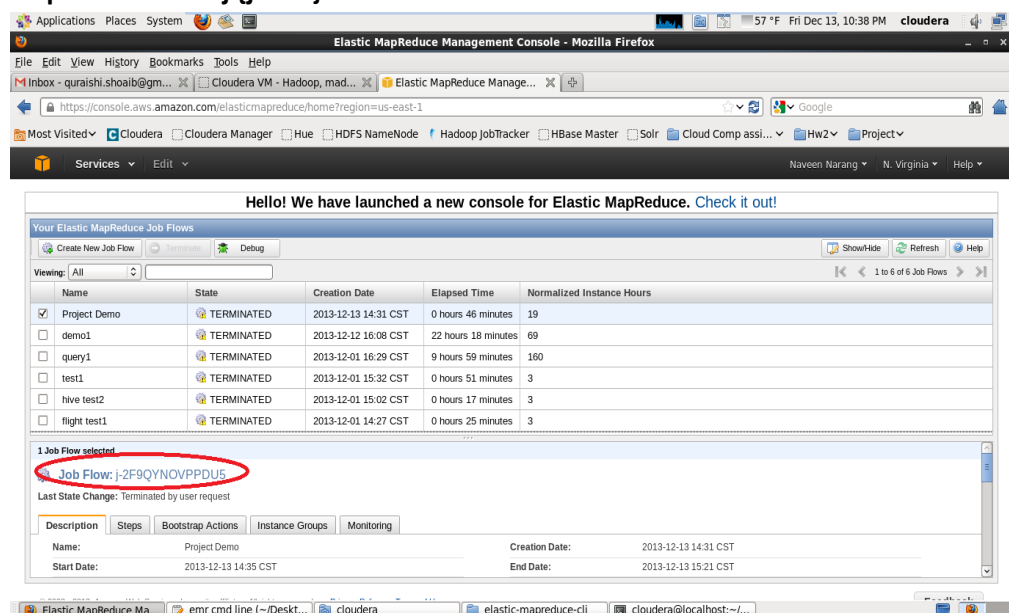 Applications Places System 57 °F Fri Dec 13, 10:38 PM cloudera
Elastic MapReduce Management Console - Mozilla Firefox
File Edit View History Bookmarks Tools Help
Inbox - quraishi.shoaib@gm... Cloudera VM - Hadoop, mad... Elastic MapReduce Manage...
https://console.aws.amazon.com/elasticmapreduce/home?region=us-east-1 Google
Most Visited Cloudera Cloudera Manager Hue HDFS NameNode Hadoop JobTracker HBase Master Solr Cloud Comp assi... Hw2 Project
Services Edit Naveen Narang N. Virginia Help
Hello! We have launched a new console for Elastic MapReduce. Check it out!
Your Elastic MapReduce Job Flows
Create New Job Flow Terminate Debug Show/Hide Refresh Help
Viewing: All 1 to 6 of 6 Job Flows
Name State Creation Date Elapsed Time Normalized Instance Hours
Project Demo TERMINATED 2013-12-13 14:31 CST 0 hours 46 minutes 19
demo1 TERMINATED 2013-12-12 16:08 CST 22 hours 18 minutes 69
query1 TERMINATED 2013-12-01 16:29 CST 9 hours 59 minutes 160
test1 TERMINATED 2013-12-01 15:32 CST 0 hours 51 minutes 3
hive test2 TERMINATED 2013-12-01 15:02 CST 0 hours 17 minutes 3
flight test1 TERMINATED 2013-12-01 14:27 CST 0 hours 25 minutes 3
1 Job Flow selected
Job Flow: j-2F9QYNOVPPDU5
Last State Change: Terminated by user request
Description Steps Bootstrap Actions Instance Groups Monitoring
Name: Project Demo Creation Date: 2013-12-13 14:31 CST
Start Date: 2013-12-13 14:35 CST End Date: 2013-12-13 15:21 CST
Elastic MapReduce Ma... emr cmd line (~/Deskt... cloudera elastic-mapreduce-cli cloudera@localhost:~/...